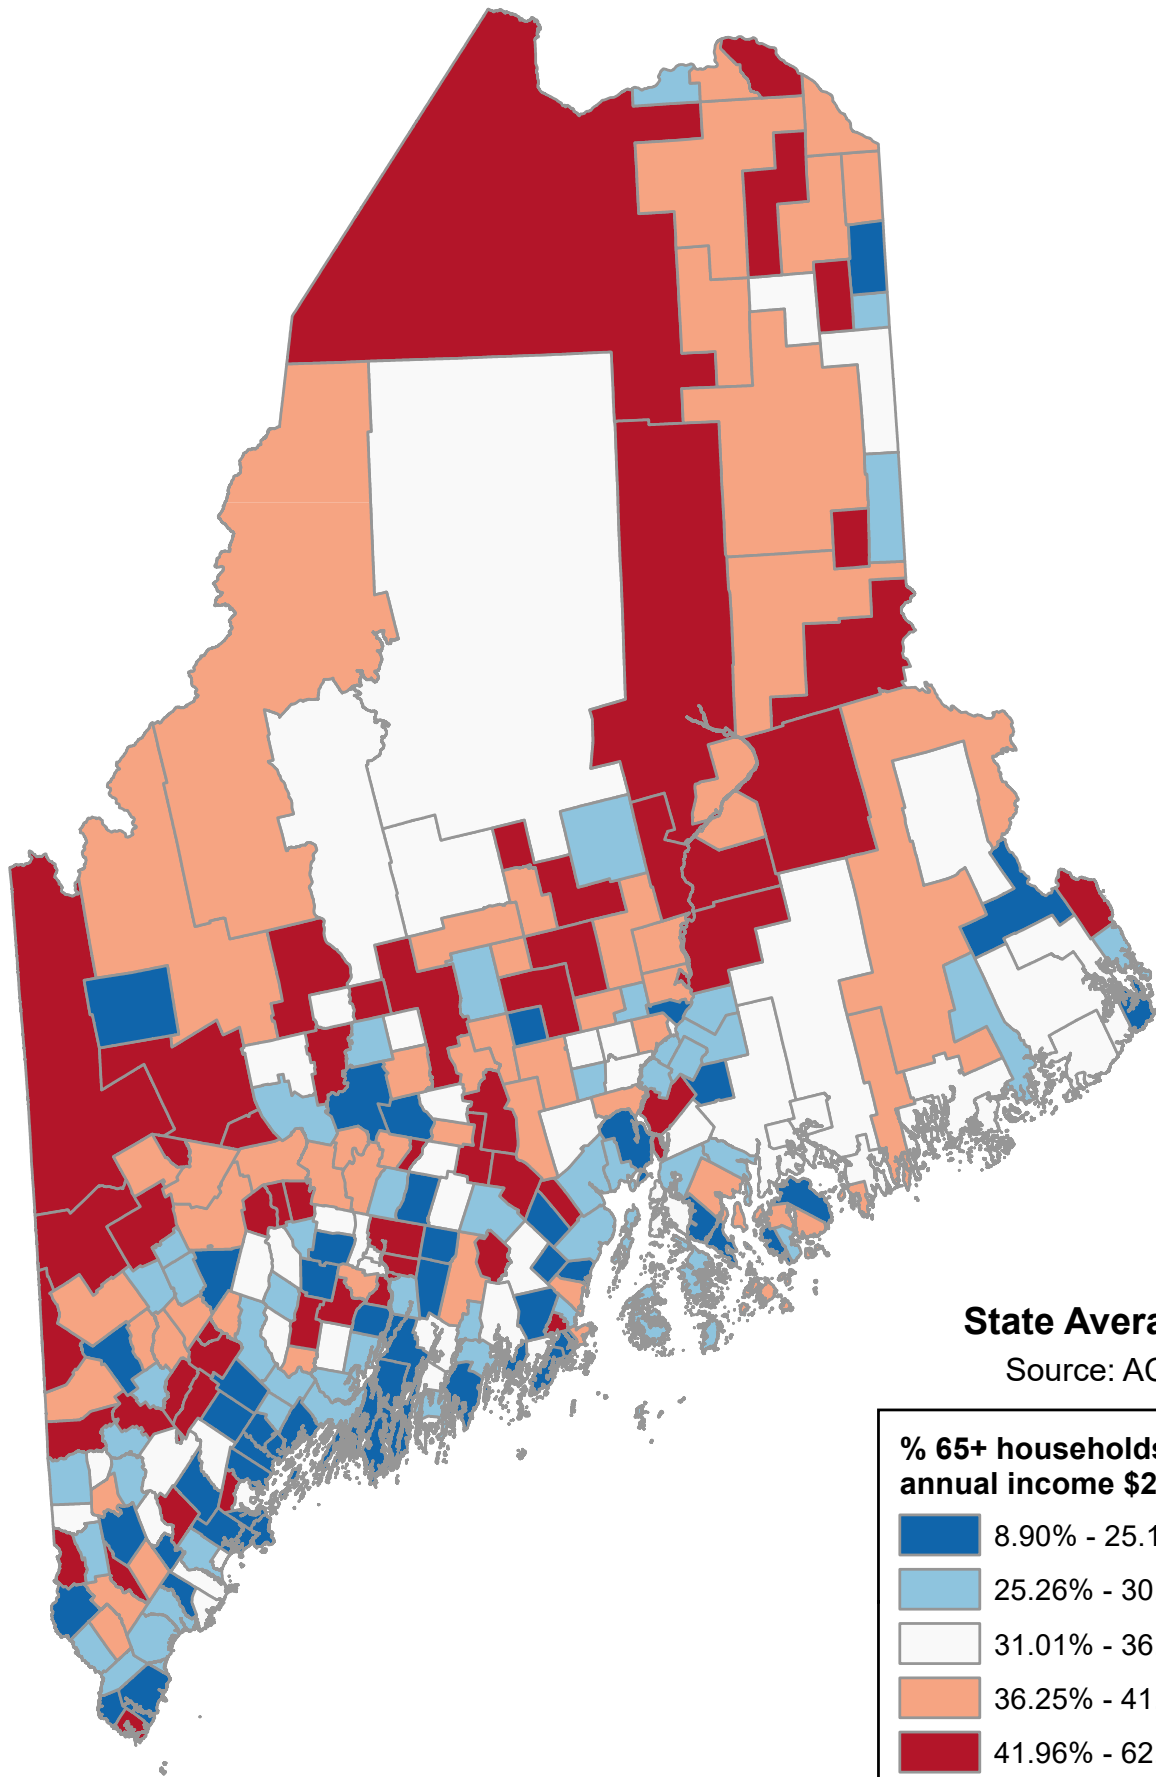 State Avera
Source: AC
% 65+ households
annual income $2
8.90% - 25.1
25.26% - 30
31.01% - 36
36.25% - 41
41.96% - 62